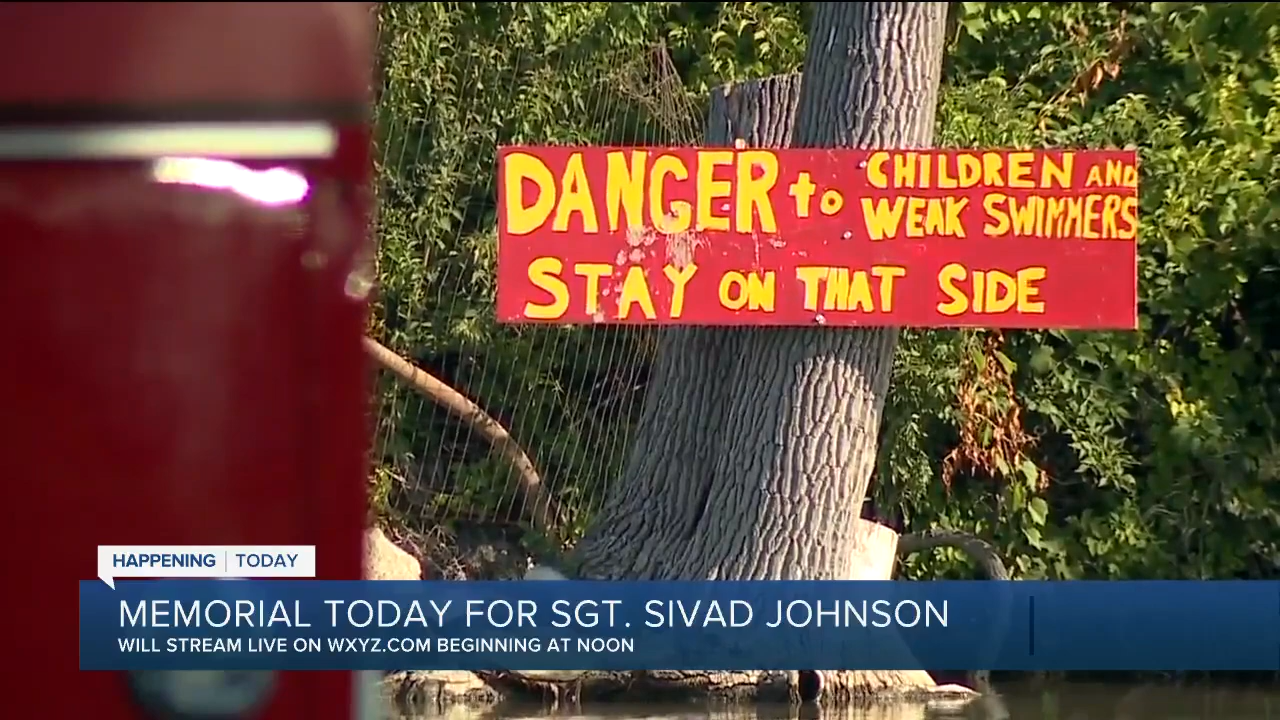 DANGER to CHILDREN AND
WEAK SWIMMERS
STAY ON THAT SIDE
HAPPENING | TODAY
MEMORIAL TODAY FOR SGT. SIVAD JOHNSON
WILL STREAM LIVE ON WXYZ.COM BEGINNING AT NOON